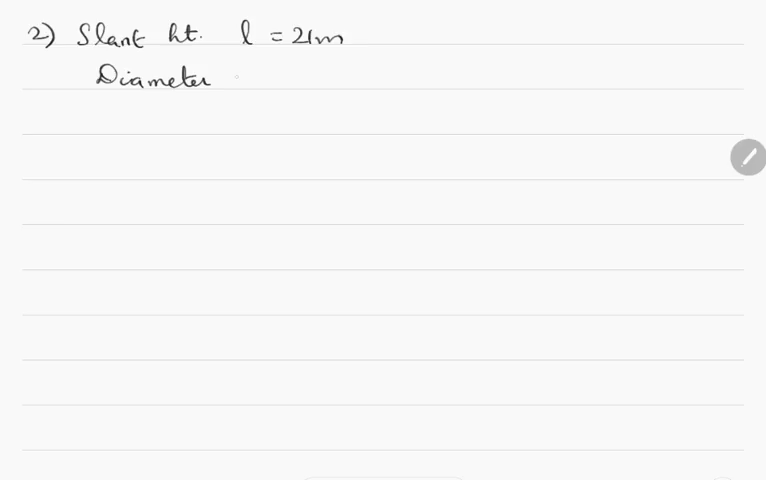 2) Slant ht. l = 21m
Diameter